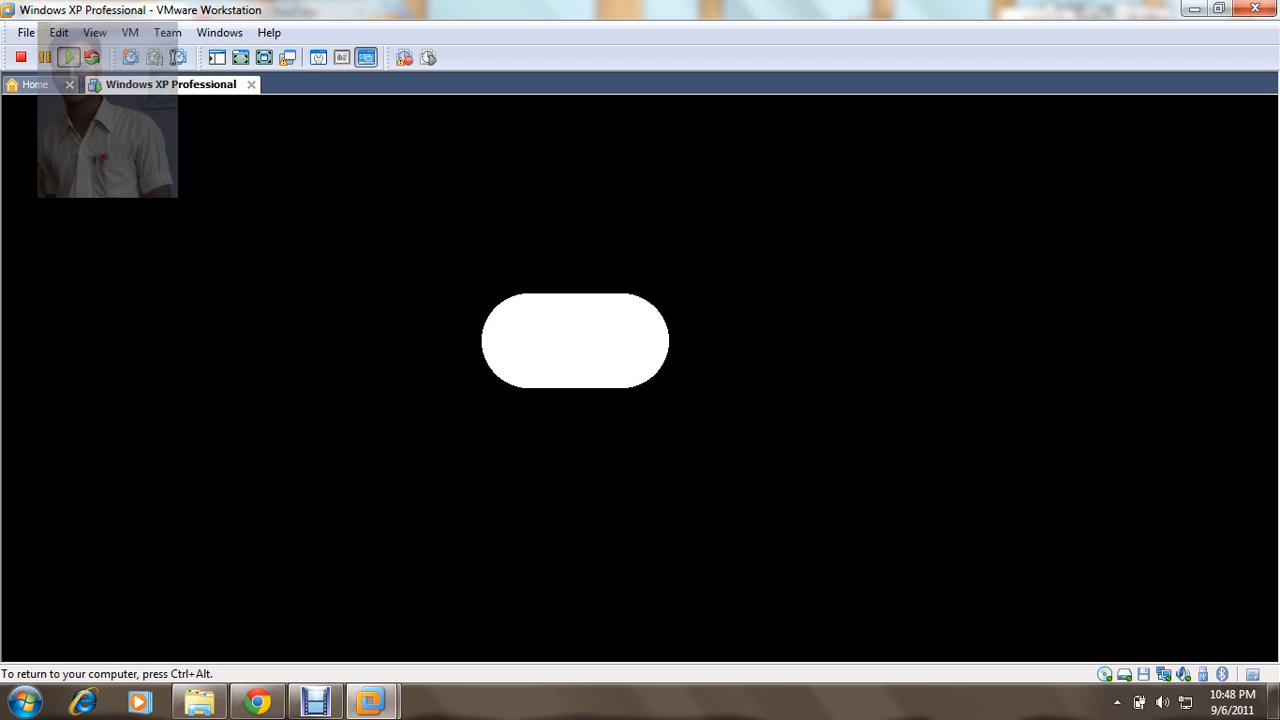 Windows XP Professional - VMware Workstation
File Edit View VM Team Windows Help
Home Windows XP Professional
To return to your computer, press Ctrl+Alt.
10:48 PM
9/6/2011